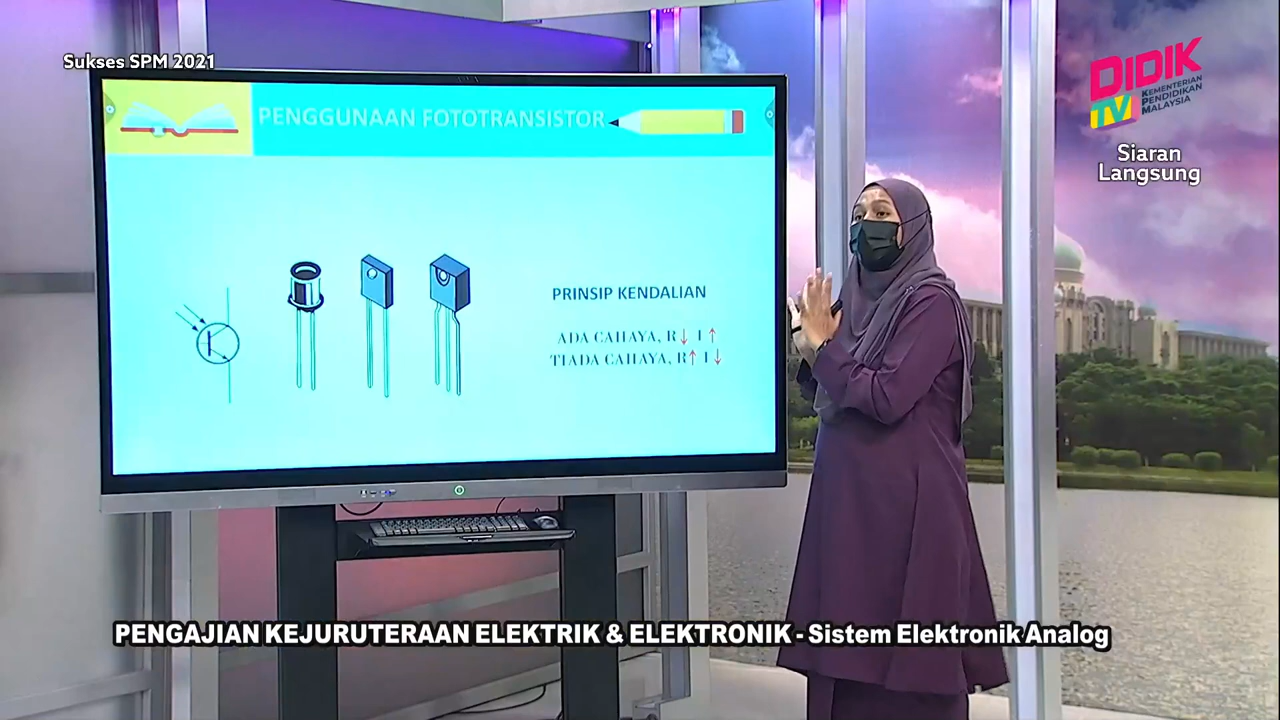 Sukses SPM 2021
DIDIK
TV
KEMENTERIAN
PENDIDIKAN
MALAYSIA
Siaran
Langsung
PENGGUNAAN FOTOTRANSISTOR
PRINSIP KENDALIAN
ADA CAHAYA, R↓ I ↑
TIADA CAHAYA, R↑ I↓
PENGAJIAN KEJURUTERAAN ELEKTRIK & ELEKTRONIK - Sistem Elektronik Analog